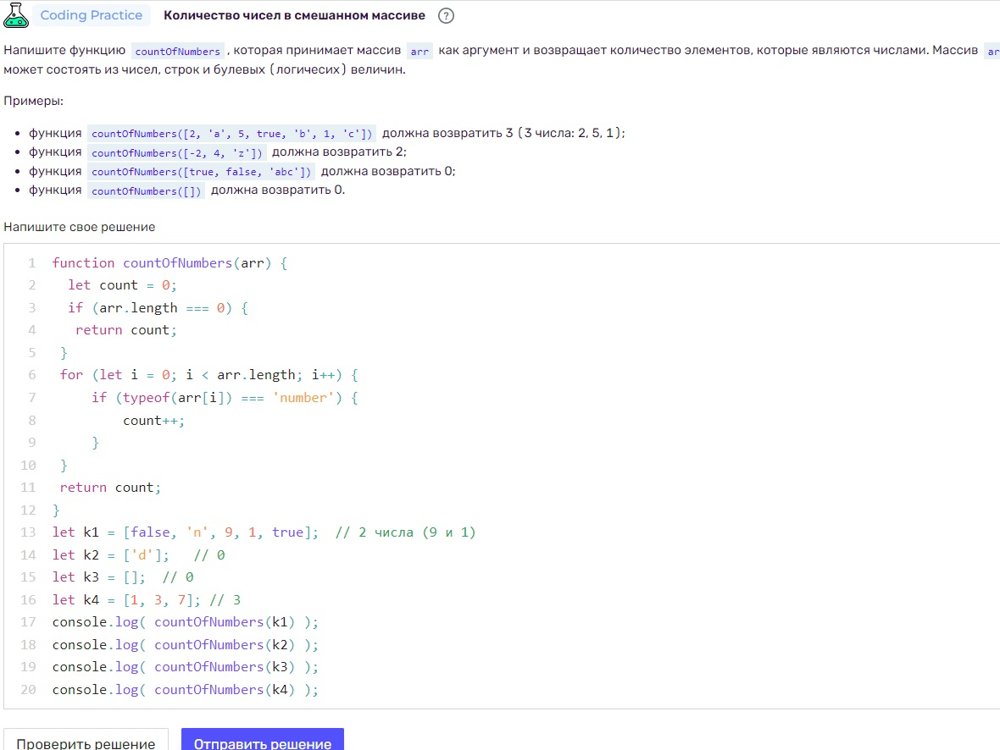 Coding Practice Количество чисел в смешанном массиве ?
Напишите функцию countOfNumbers , которая принимает массив arr как аргумент и возвращает количество элементов, которые являются числами. Массив ar
может состоять из чисел, строк и булевых (логичесих) величин.
Примеры:
• функция countOfNumbers([2, 'a', 5, true, 'b', 1, 'c']) должна возвратить 3 (3 числа: 2, 5, 1);
• функция countOfNumbers([-2, 4, 'z']) должна возвратить 2;
• функция countOfNumbers([true, false, 'abc']) должна возвратить 0;
• функция countOfNumbers([]) должна возвратить 0.
Напишите свое решение
1 function countOfNumbers(arr) {
2 let count = 0;
3 if (arr.length === 0) {
4 return count;
5 }
6 for (let i = 0; i < arr.length; i++) {
7 if (typeof(arr[i]) === 'number') {
8 count++;
9 }
10 }
11 return count;
12 }
13 let k1 = [false, 'n', 9, 1, true]; // 2 числа (9 и 1)
14 let k2 = ['d']; // 0
15 let k3 = []; // 0
16 let k4 = [1, 3, 7]; // 3
17 console.log( countOfNumbers(k1) );
18 console.log( countOfNumbers(k2) );
19 console.log( countOfNumbers(k3) );
20 console.log( countOfNumbers(k4) );
Проверить решение Отправить решение